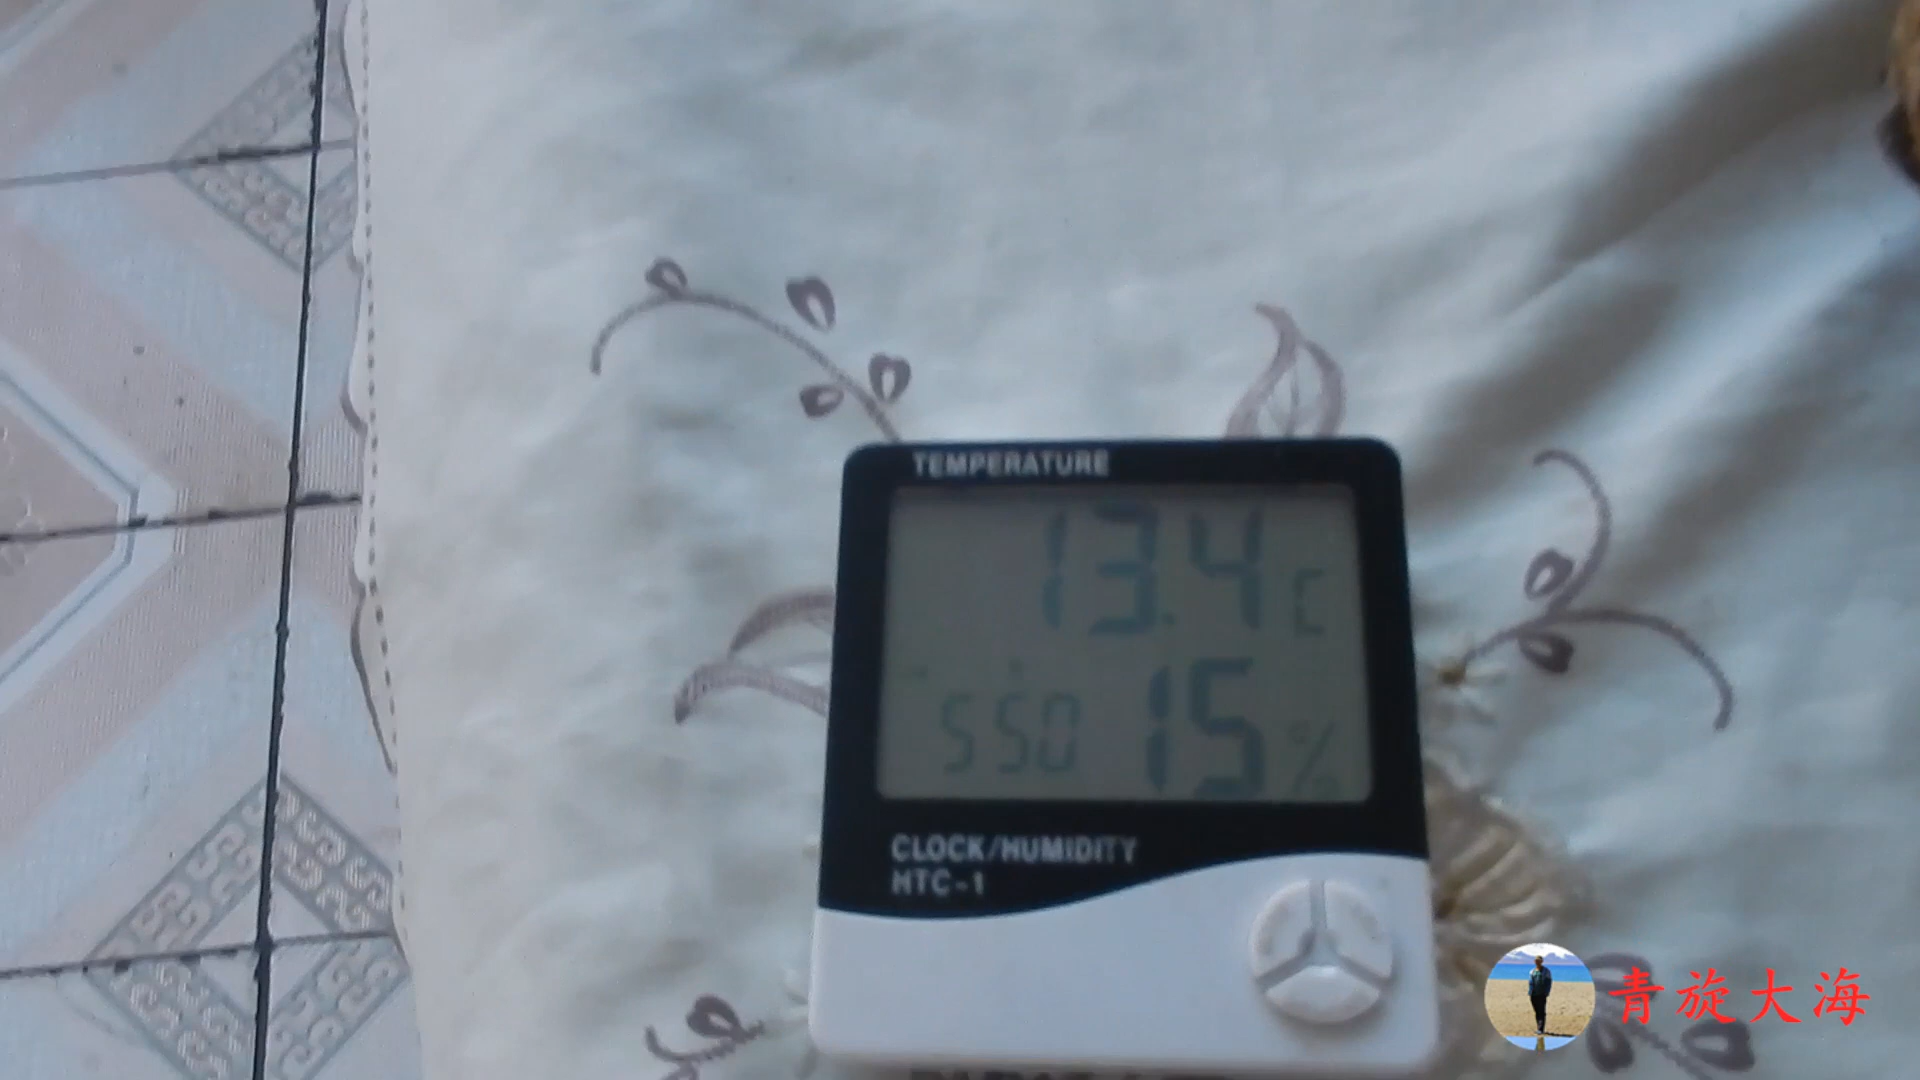 TEMPERATURE
13.4 C
5 50 15 %
CLOCK/HUMIDITY
HTC-1
青旋大海